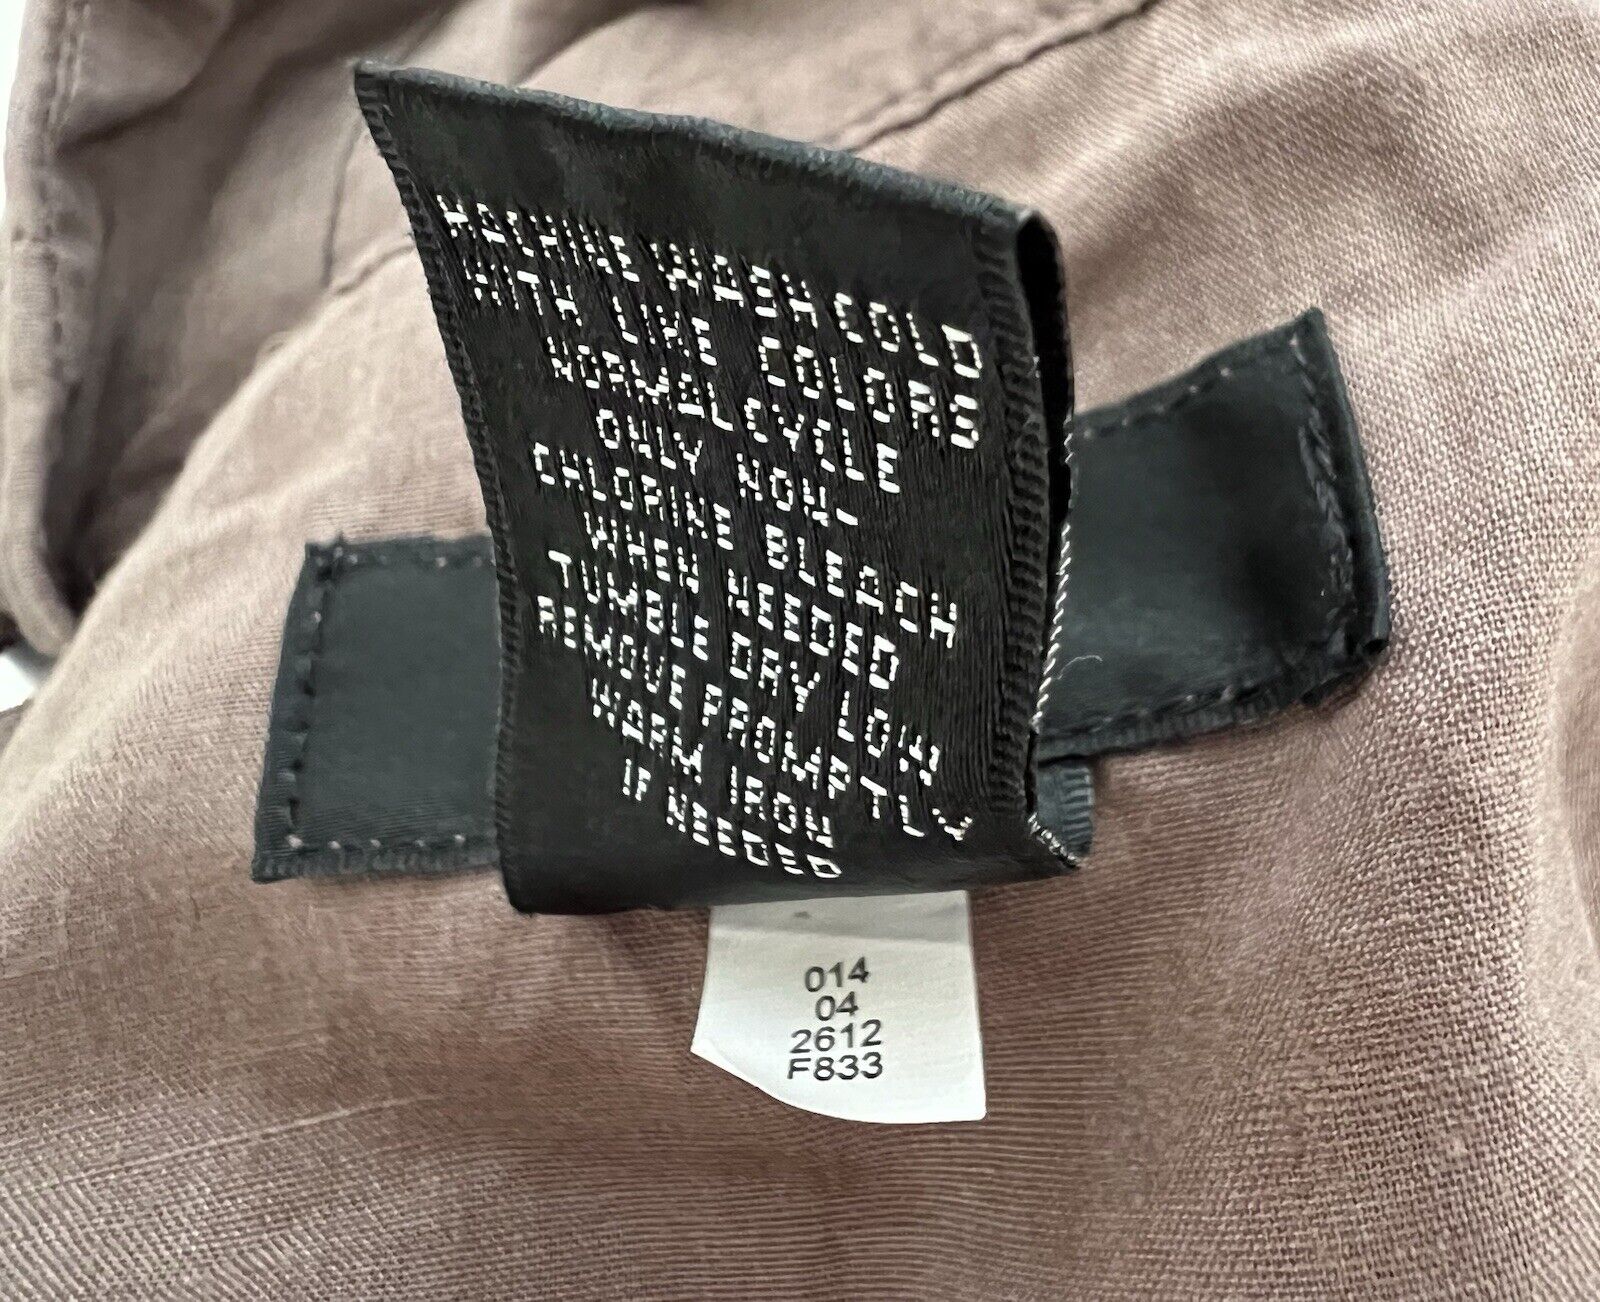 MACHINE WASH COLD
WITH LIKE COLORS
NORMAL CYCLE
ONLY NON-
CHLORINE BLEACH
WHEN NEEDED
TUMBLE DRY LOW
REMOVE PROMPTLY
WARM IRON
IF NEEDED
014
04
2612
F833